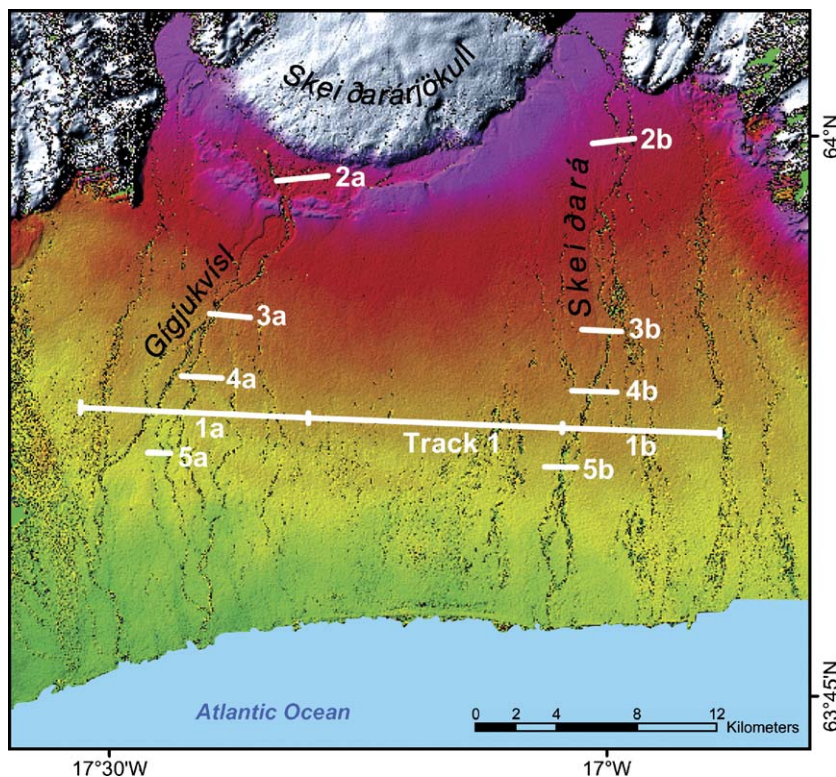 Skeiðarárjökull
64°N
2b
2a
Skeiðará
Gígjukvísl
3a
3b
4a
4b
1a
Track 1
1b
5a
5b
63°45'N
Atlantic Ocean
0 2 4 8 12
Kilometers
17°30'W
17°W